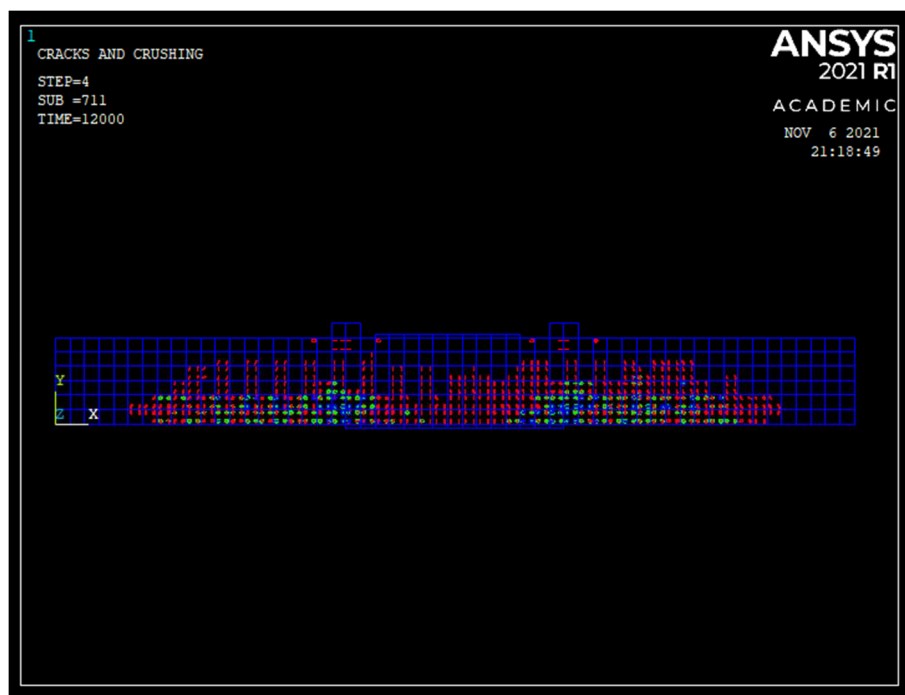 1
CRACKS AND CRUSHING
STEP=4
SUB =711
TIME=12000
ANSYS
2021 R1
ACADEMIC
NOV 6 2021
21:18:49
Y
Z X